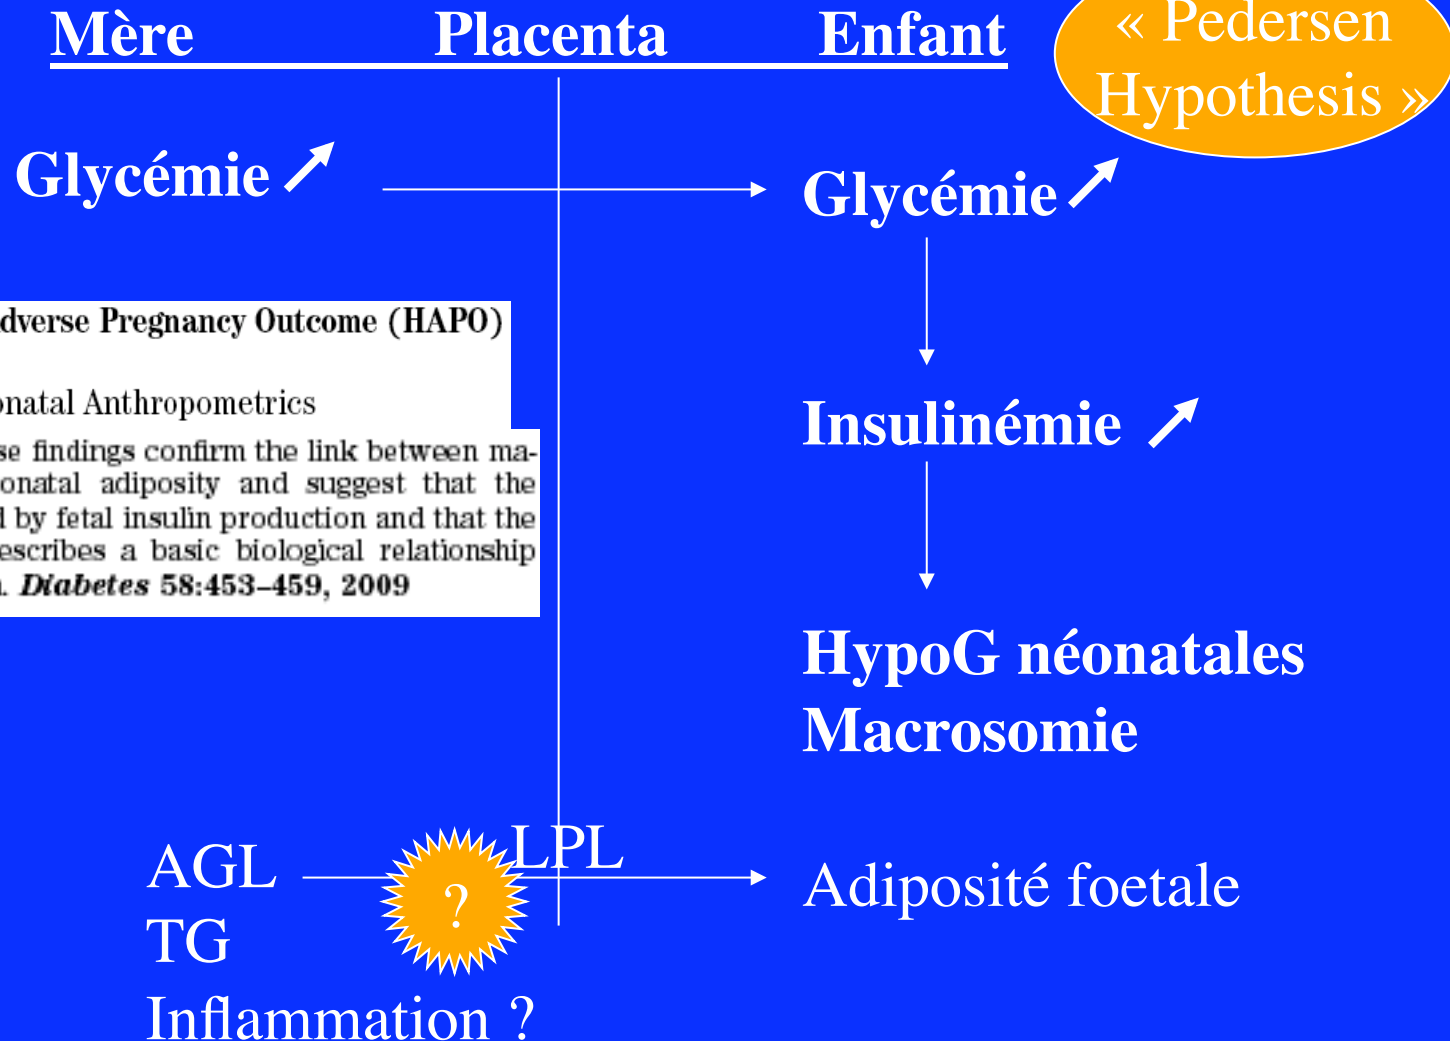 Mère Placenta Enfant
« Pedersen
Hypothesis »
Glycémie
Glycémie
dverse Pregnancy Outcome (HAPO)
onatal Anthropometrics
se findings confirm the link between ma-
onatal adiposity and suggest that the
d by fetal insulin production and that the
escribes a basic biological relationship
. Diabetes 58:453–459, 2009
Insulinémie
HypoG néonatales
Macrosomie
LPL
AGL
?
Adiposité foetale
TG
Inflammation ?